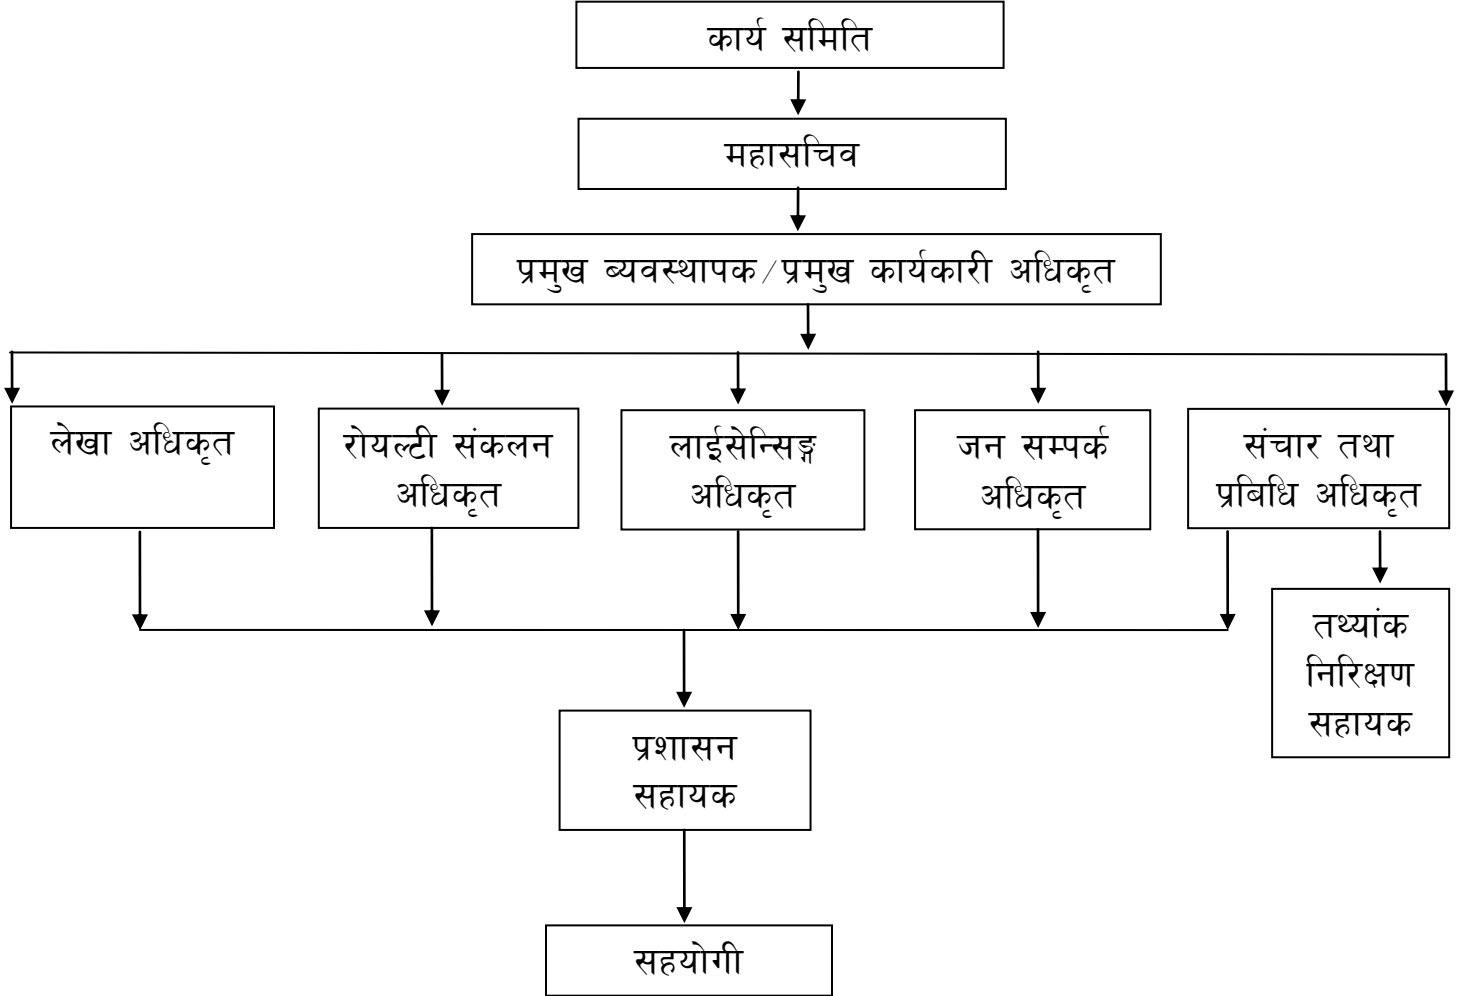 कार्य समिति
महासचिव
प्रमुख ब्यवस्थापक/प्रमुख कार्यकारी अधिकृत
लेखा अधिकृत
रोयल्टी संकलन
अधिकृत
लाईसेन्सिङ्ग
अधिकृत
जन सम्पर्क
अधिकृत
संचार तथा
प्रबिधि अधिकृत
तथ्यांक
निरिक्षण
सहायक
प्रशासन
सहायक
सहयोगी